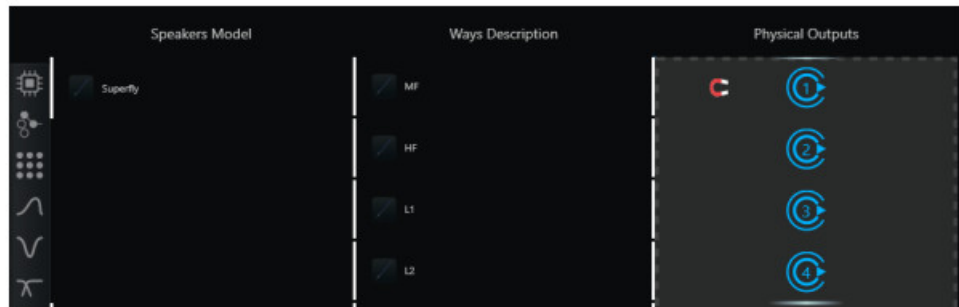 Speakers Model Ways Description Physical Outputs
Superfly MF 1
HF 2
L1 3
L2 4